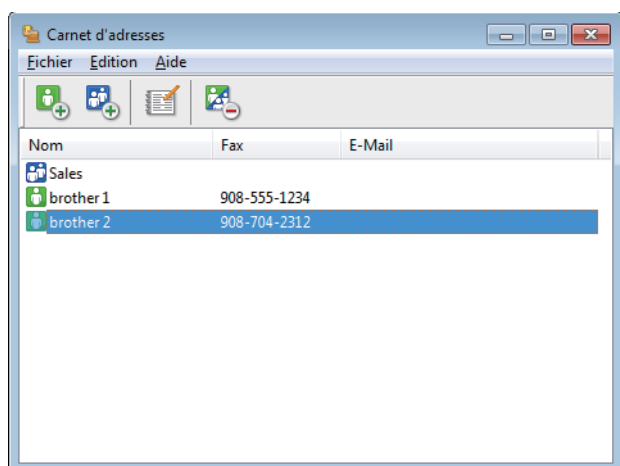 Carnet d'adresses
Fichier Edition Aide
Nom Fax E-Mail
Sales
brother 1 908-555-1234
brother 2 908-704-2312